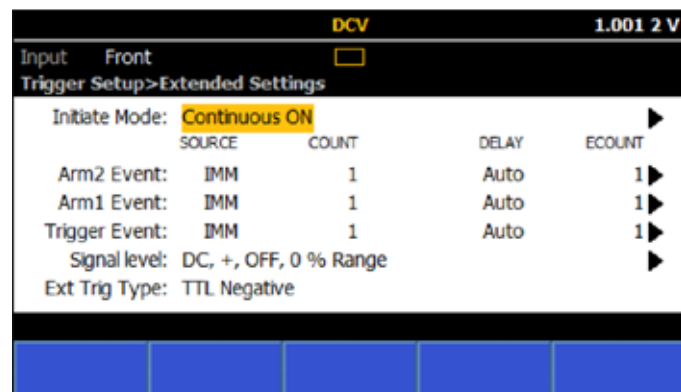 DCV 1.001 2 V
Input Front
Trigger Setup>Extended Settings
Initiate Mode: Continuous ON
SOURCE COUNT DELAY ECOUNT
Arm2 Event: IMM 1 Auto 1
Arm1 Event: IMM 1 Auto 1
Trigger Event: IMM 1 Auto 1
Signal level: DC, +, OFF, 0 % Range
Ext Trig Type: TTL Negative